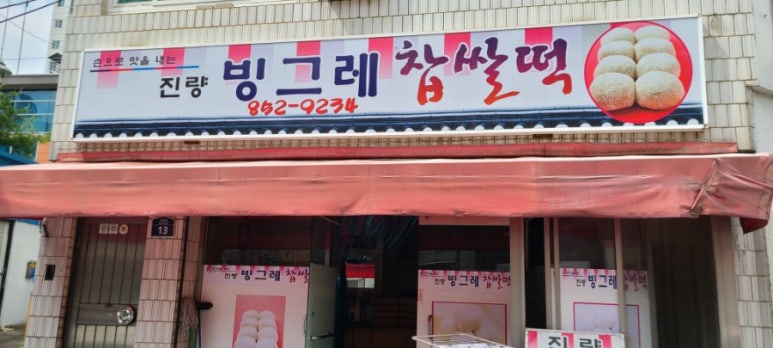 손으로 맛을 내는
진량 빙그레 찹쌀떡
852-9234
13
진량 빙그레 찹쌀떡
진량 빙그레 찹쌀떡
진량 빙그레 찹쌀떡
진량